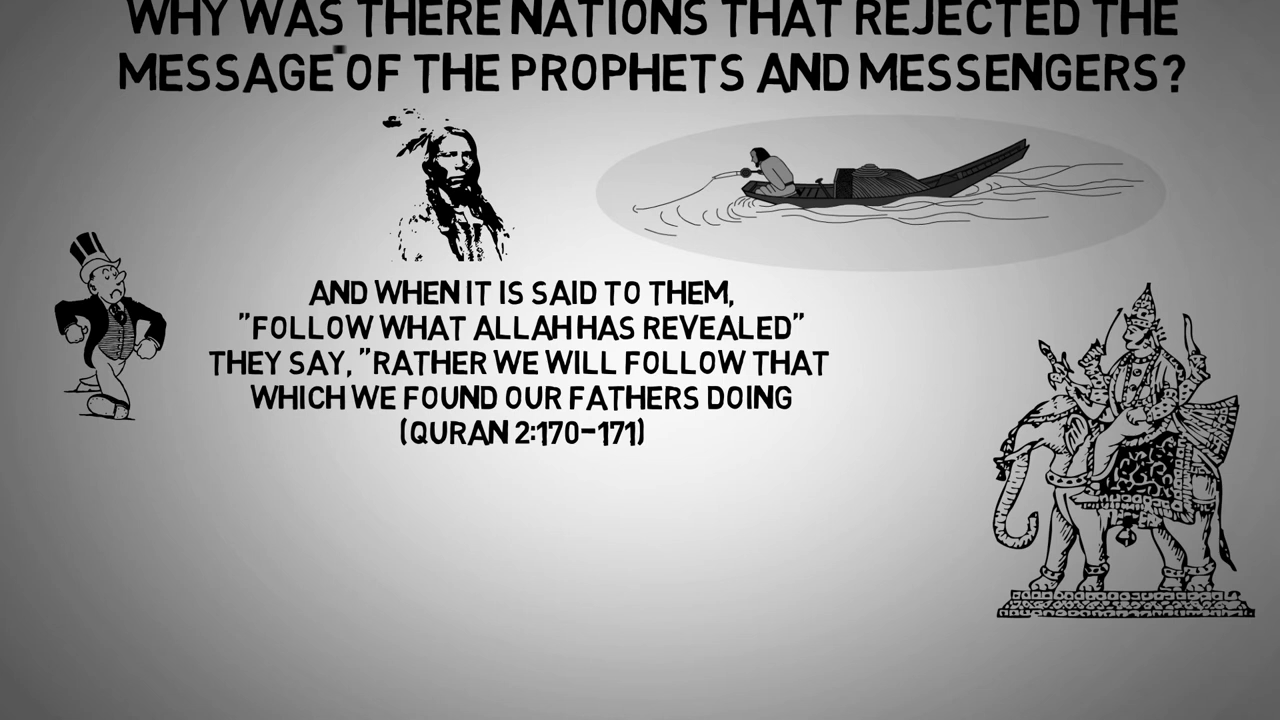 WHY WAS THERE NATIONS THAT REJECTED THE
MESSAGE OF THE PROPHETS AND MESSENGERS?
AND WHEN IT IS SAID TO THEM,
"FOLLOW WHAT ALLAH HAS REVEALED"
THEY SAY, "RATHER WE WILL FOLLOW THAT
WHICH WE FOUND OUR FATHERS DOING
(QURAN 2:170-171)